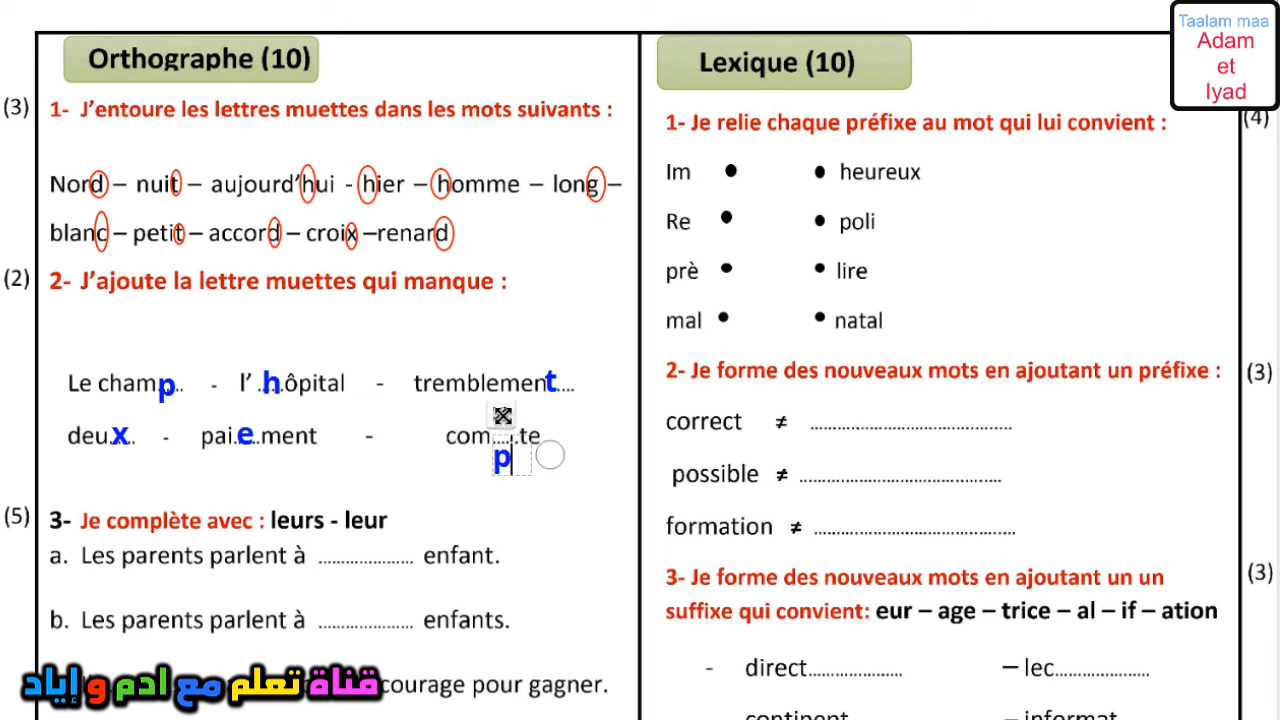 Taalam maa
Adam
et
Iyad
Orthographe (10)
(3) 1- J'entoure les lettres muettes dans les mots suivants :
Nord – nuit – aujourd'hui - hier – homme – long –
blanc – petit – accord – croix –renard
(2) 2- J'ajoute la lettre muettes qui manque :
Le cham.p.. - l' .h.ôpital - tremblement...
deu.x.. - pai.e..ment - com.....te
p
(5) 3- Je complète avec : leurs - leur
a. Les parents parlent à ..................... enfant.
b. Les parents parlent à ..................... enfants.
courage pour gagner.
قناة تعلم مع ادم و إياد
Lexique (10)
(4)
1- Je relie chaque préfixe au mot qui lui convient :
Im • • heureux
Re • • poli
prè • • lire
mal • • natal
2- Je forme des nouveaux mots en ajoutant un préfixe : (3)
correct ≠ .............................................
possible ≠ .............................................
formation ≠ .............................................
3- Je forme des nouveaux mots en ajoutant un un (3)
suffixe qui convient: eur – age – trice – al – if – ation
- direct..................... – lec.....................
continent – informat